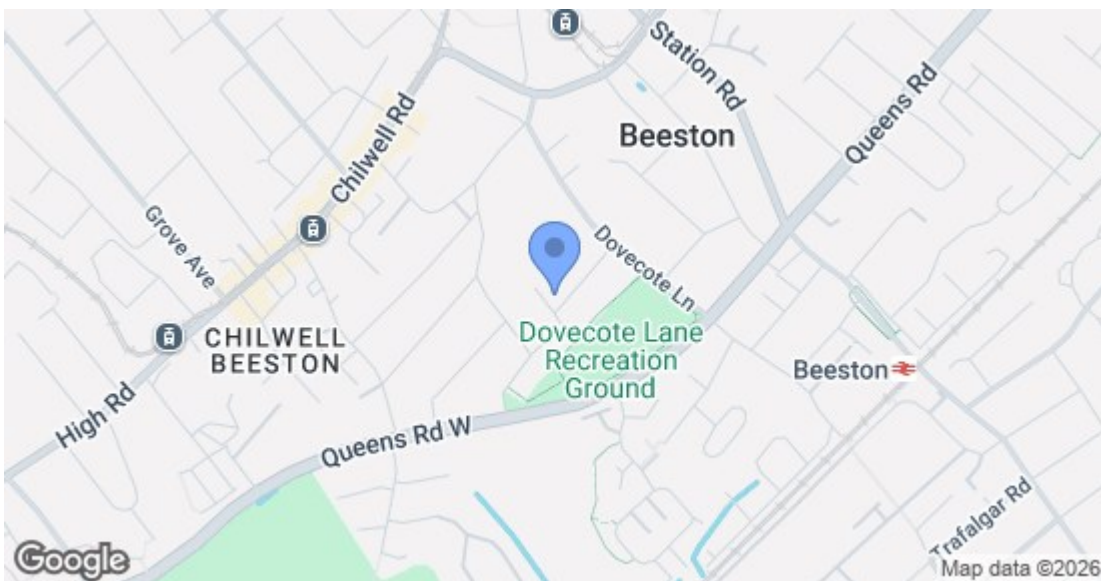 Station Rd
Queens Rd
Beeston
Chilwell Rd
Grove Ave
Dovecote Ln
CHILWELL
BEESTON
Dovecote Lane
Recreation
Ground
Beeston
High Rd
Queens Rd W
Trafalgar Rd
Google
Map data ©2026